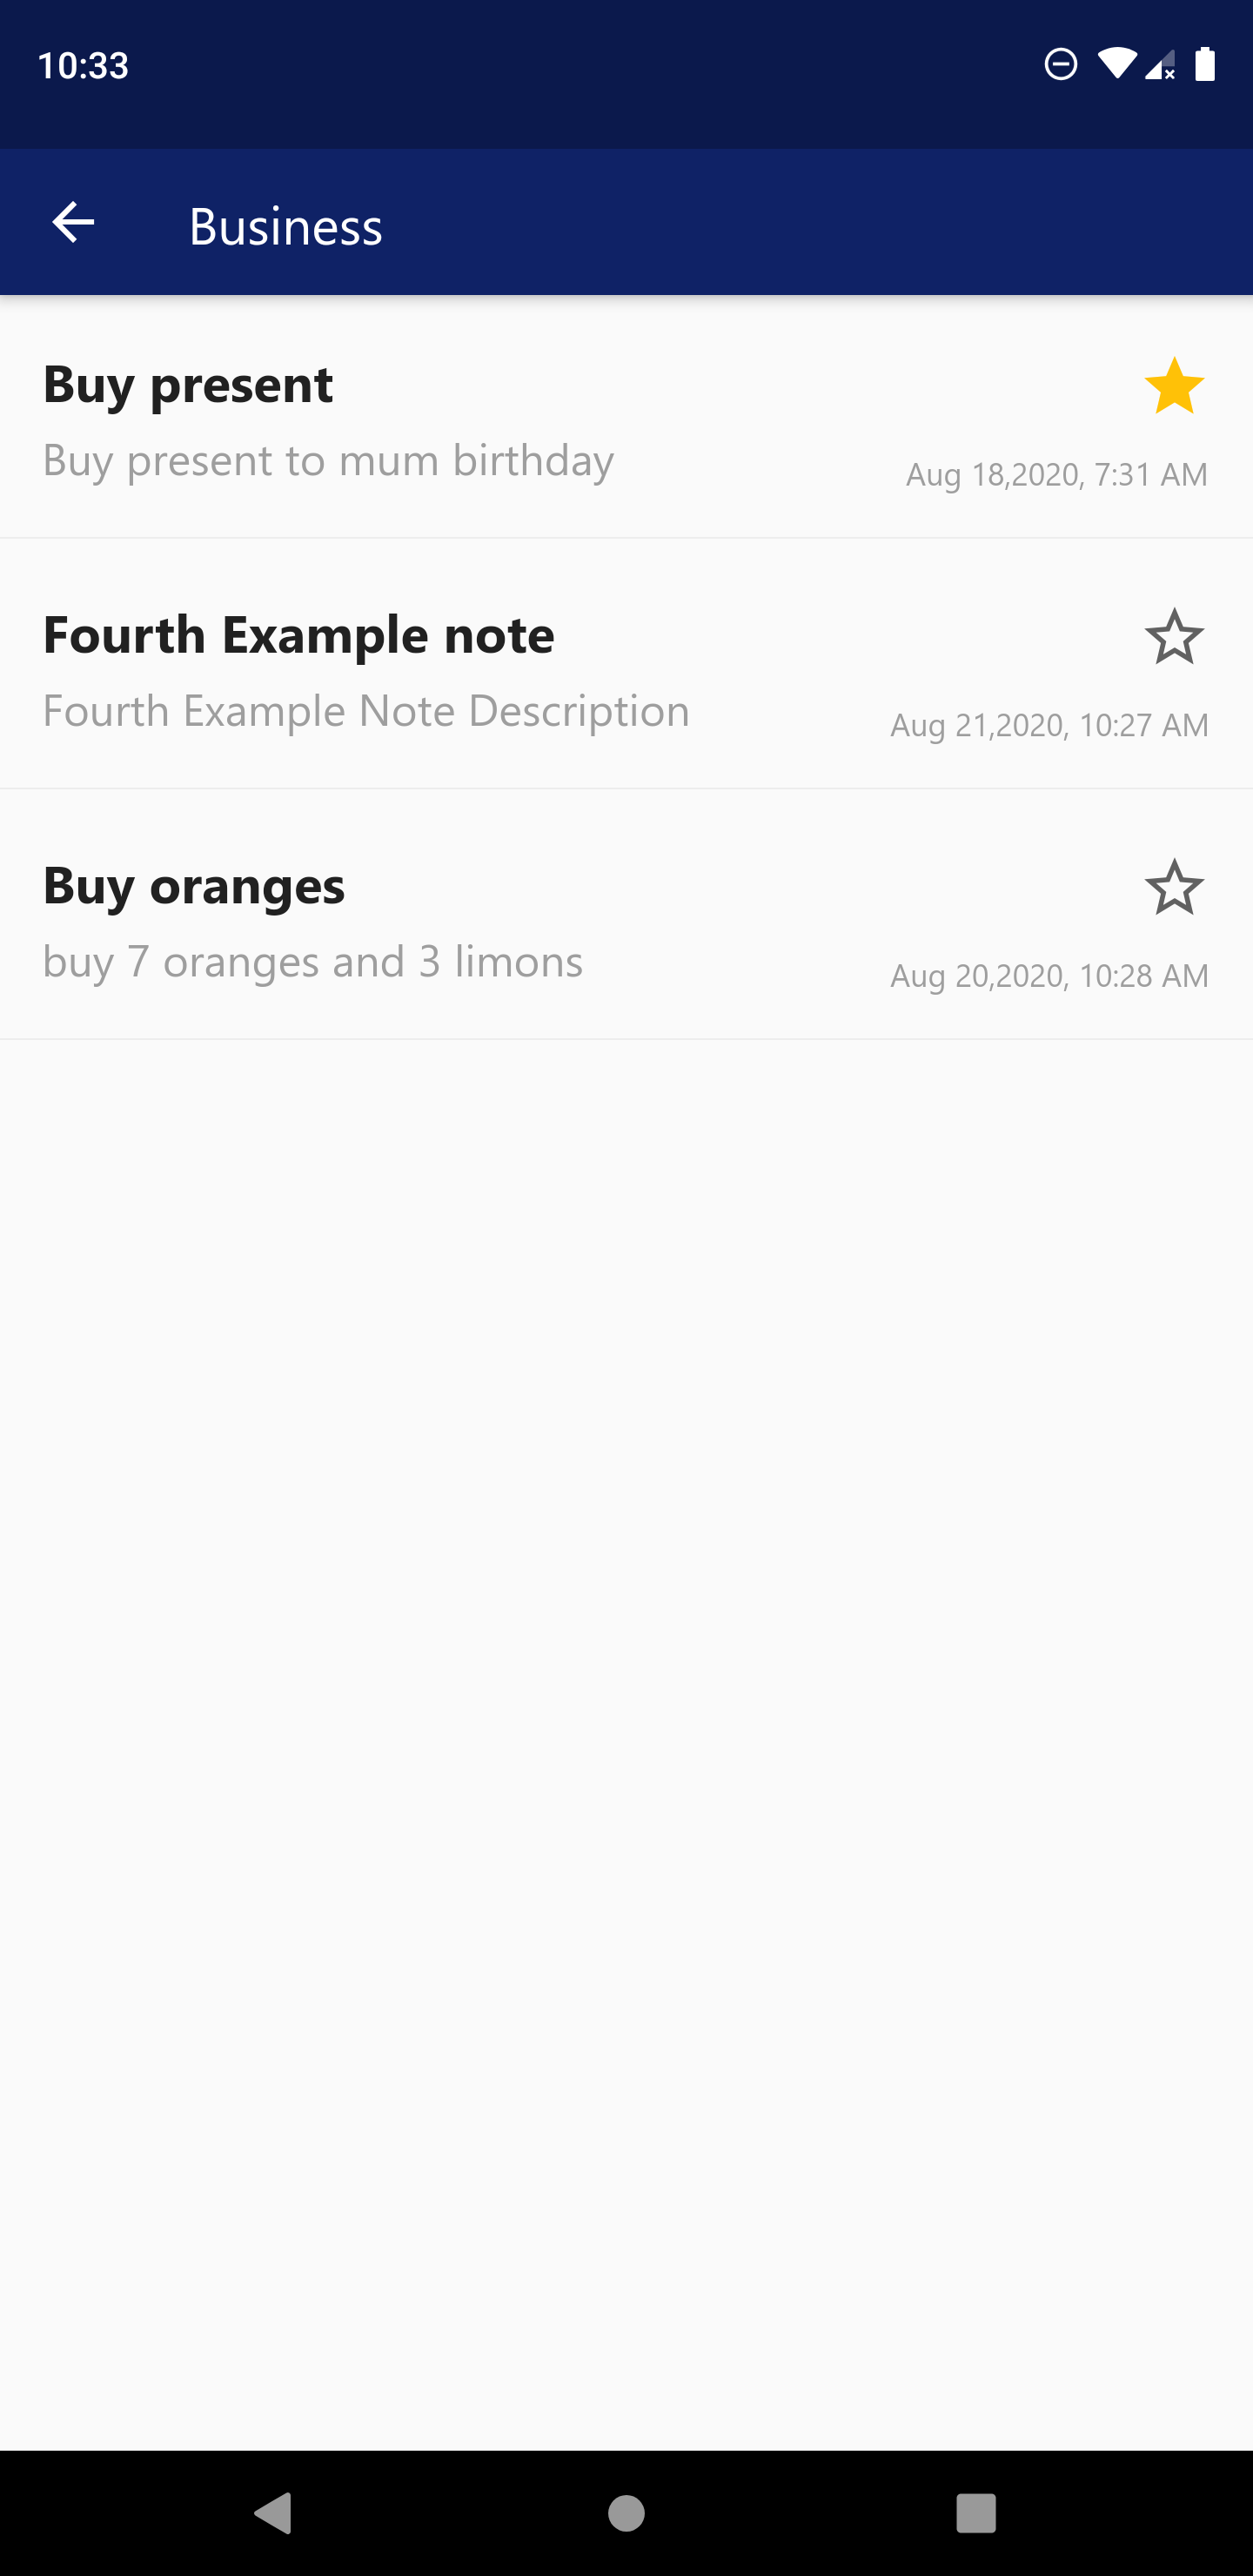 10:33
Business
Buy present
Buy present to mum birthday
Aug 18,2020, 7:31 AM
Fourth Example note
Fourth Example Note Description
Aug 21,2020, 10:27 AM
Buy oranges
buy 7 oranges and 3 limons
Aug 20,2020, 10:28 AM